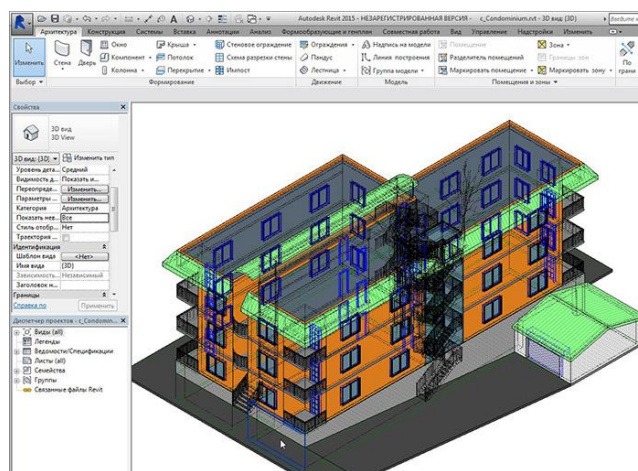 Autodesk Revit 2015 - НЕЗАРЕГИСТРИРОВАННАЯ ВЕРСИЯ - c_Condominium.rvt - 3D вид: {3D}
Архитектура Конструкция Системы Вставка Аннотации Анализ Формообразующие и генплан Совместная работа Вид Управление Надстройки Изменить
Изменить Стена Дверь
Окно Крыша Стеновое ограждение Ограждения Надпись на модели Помещение Зона
Компонент Потолок Схема разрезки стены Пандус Линия построения Разделитель помещений Границы зон По
Колонна Перекрытие Импост Лестница Группа модели Маркировать помещение Маркировать зону грани
Выбор Формирование Движение Модель Помещения и зоны
Свойства
3D вид
3D View
3D вид: {3D} Изменить тип
Уровень дета... Средний
Видимость д... Показать и...
Первопреде... Изменить...
Параметры ... Изменить...
Категория Архитектура
Показать нев... Все
Стиль отобр... Нет
Траектория ...
Идентификация
Шаблон вида <Нет>
Имя вида {3D}
Зависимость... Независимый
Заголовок н...
Границы
Справка по Применить
Диспетчер проектов - c_Condomin...
Виды (all)
Легенды
Ведомости/Спецификации
Листы (all)
Семейства
Группы
Связанные файлы Revit